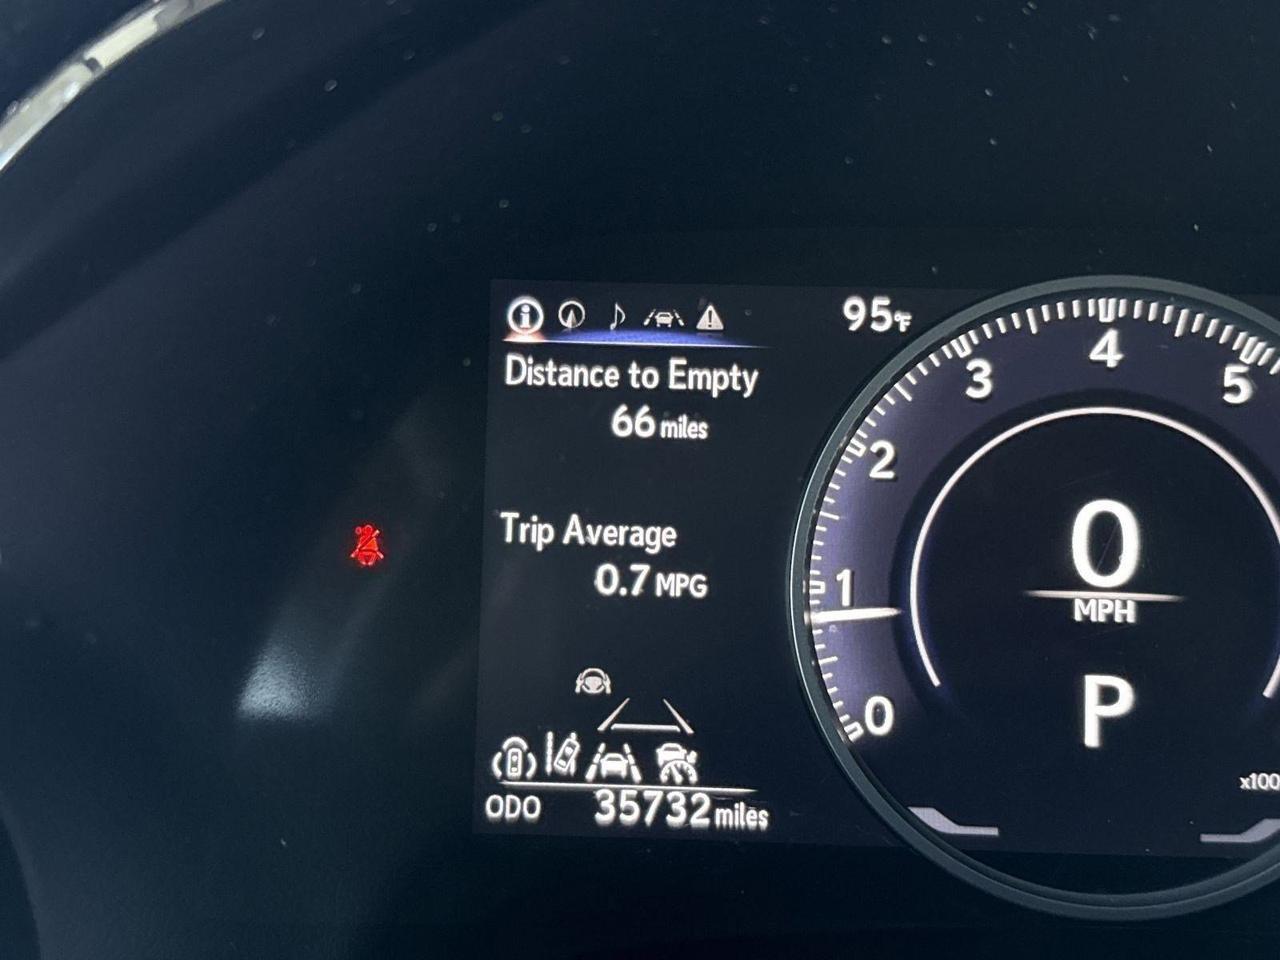 95°F
Distance to Empty
66 miles
Trip Average
0.7 MPG
ODO 35732 miles
0
1
2
3
4
5
0
MPH
P